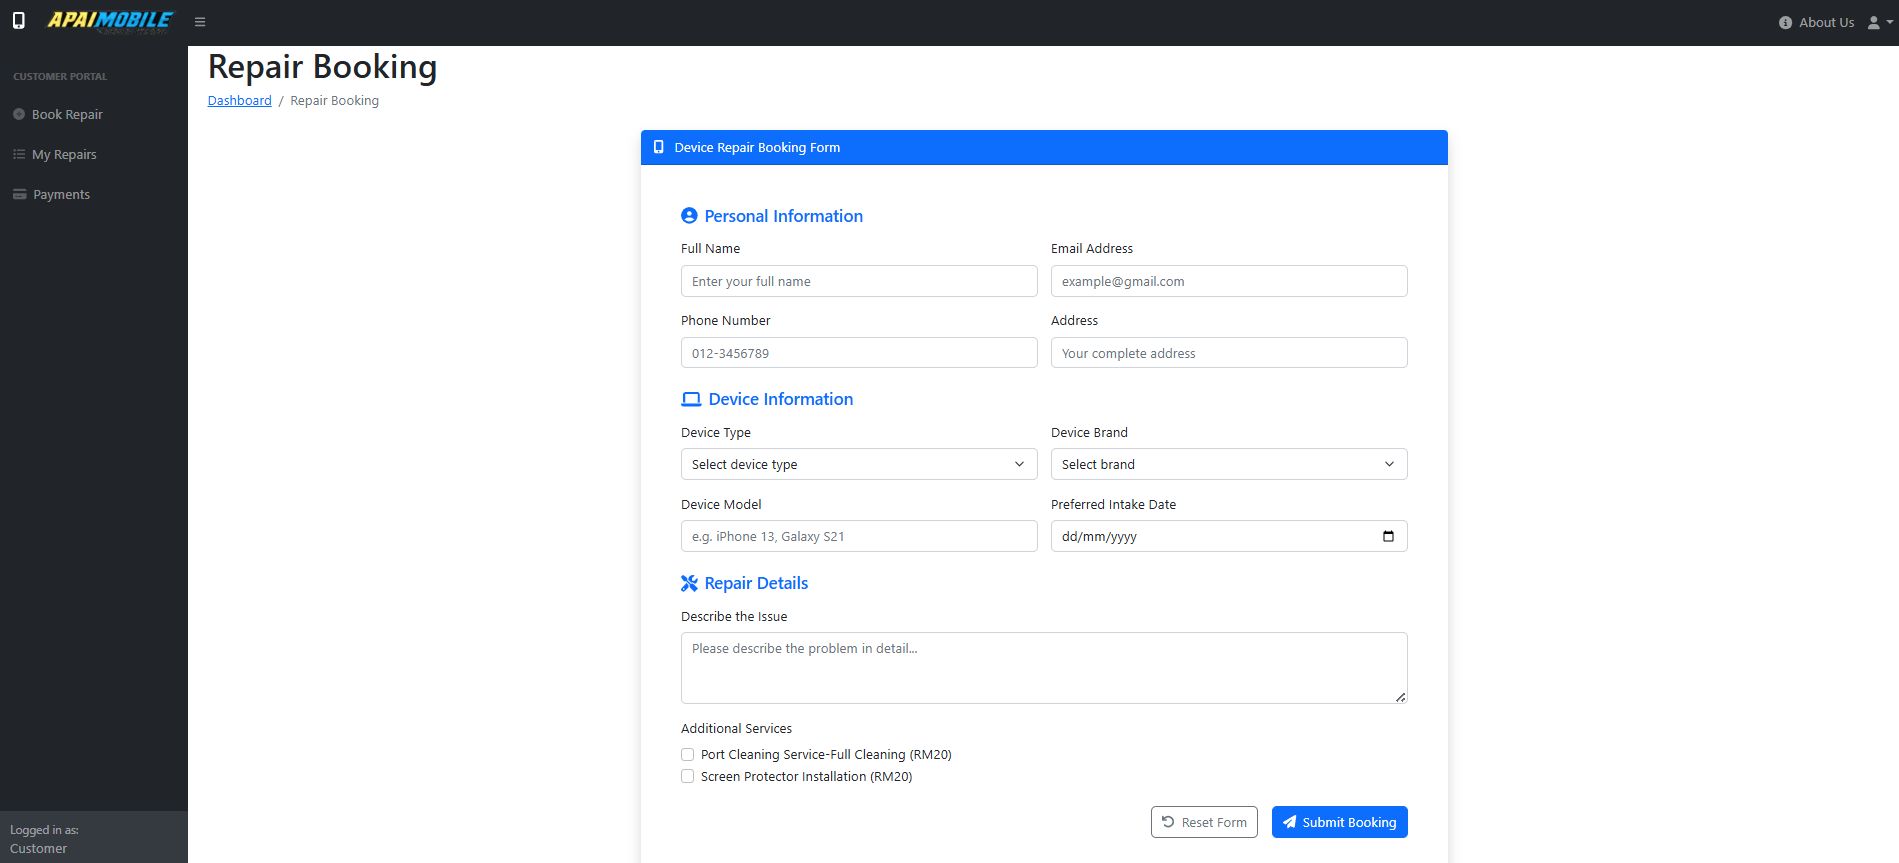 APAIMOBILE
About Us
CUSTOMER PORTAL
Book Repair
My Repairs
Payments
Logged in as:
Customer
Repair Booking
Dashboard / Repair Booking
Device Repair Booking Form
Personal Information
Full Name
Email Address
Enter your full name
example@gmail.com
Phone Number
Address
012-3456789
Your complete address
Device Information
Device Type
Device Brand
Select device type
Select brand
Device Model
Preferred Intake Date
e.g. iPhone 13, Galaxy S21
dd/mm/yyyy
Repair Details
Describe the Issue
Please describe the problem in detail...
Additional Services
Port Cleaning Service-Full Cleaning (RM20)
Screen Protector Installation (RM20)
Reset Form
Submit Booking